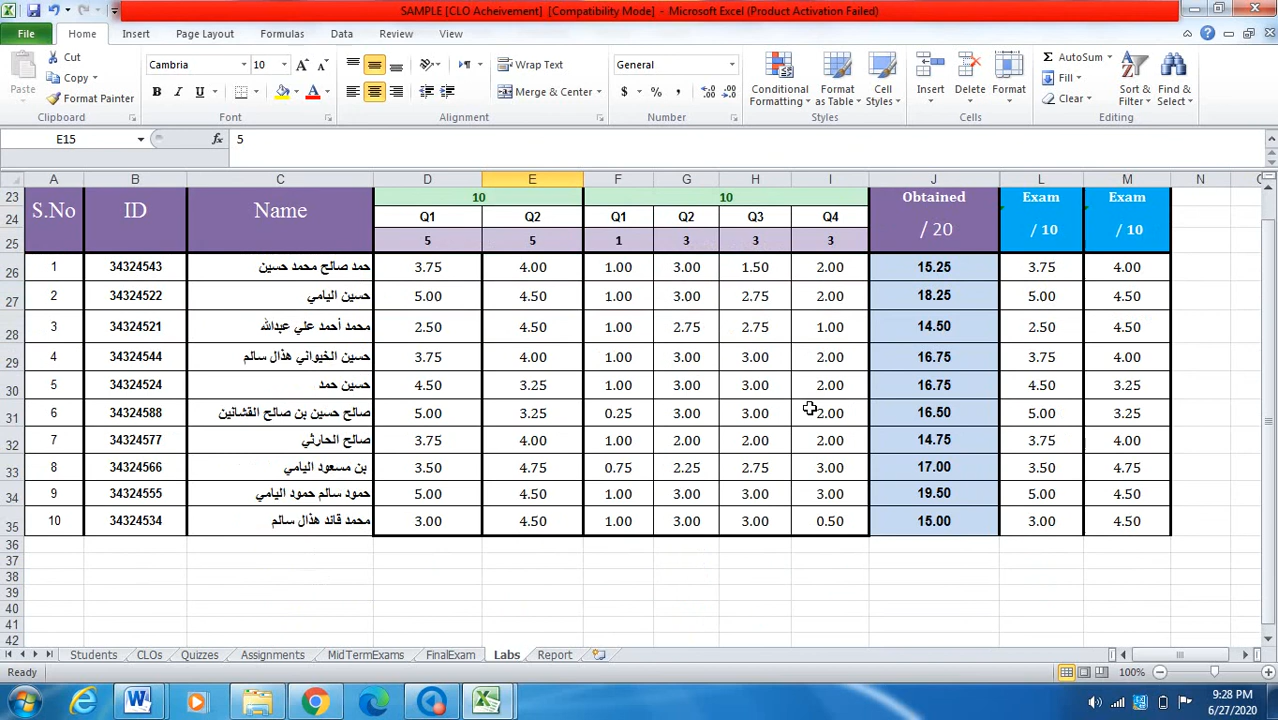 SAMPLE [CLO Acheivement] [Compatibility Mode] - Microsoft Excel (Product Activation Failed)
File Home Insert Page Layout Formulas Data Review View
Cut
Copy
Format Painter
Paste
Clipboard
Cambria 10
B I U
Font
Wrap Text
Merge & Center
Alignment
General
$ % ,
Number
Conditional Formatting
Format as Table
Cell Styles
Styles
Insert Delete Format
Cells
AutoSum
Fill
Clear
Sort & Filter
Find & Select
Editing
E15 fx 5
A B C D E F G H I J L M N
23 S.No ID Name 10 10 Obtained Exam Exam
24 Q1 Q2 Q1 Q2 Q3 Q4 / 20 / 10 / 10
25 5 5 1 3 3 3
26 1 34324543 حمد صالح محمد حسين 3.75 4.00 1.00 3.00 1.50 2.00 15.25 3.75 4.00
27 2 34324522 حسين اليامي 5.00 4.50 1.00 3.00 2.75 2.00 18.25 5.00 4.50
28 3 34324521 محمد أحمد علي عبدالله 2.50 4.50 1.00 2.75 2.75 1.00 14.50 2.50 4.50
29 4 34324544 حسين الخيواني هذال سالم 3.75 4.00 1.00 3.00 3.00 2.00 16.75 3.75 4.00
30 5 34324524 حسين حمد 4.50 3.25 1.00 3.00 3.00 2.00 16.75 4.50 3.25
31 6 34324588 صالح حسين بن صالح القشانين 5.00 3.25 0.25 3.00 3.00 2.00 16.50 5.00 3.25
32 7 34324577 صالح الحارثي 3.75 4.00 1.00 2.00 2.00 2.00 14.75 3.75 4.00
33 8 34324566 بن مسعود اليامي 3.50 4.75 0.75 2.25 2.75 3.00 17.00 3.50 4.75
34 9 34324555 حمود سالم حمود اليامي 5.00 4.50 1.00 3.00 3.00 3.00 19.50 5.00 4.50
35 10 34324534 محمد قائد هذال سالم 3.00 4.50 1.00 3.00 3.00 0.50 15.00 3.00 4.50
36
37
38
39
40
41
42
Students CLOs Quizzes Assignments MidTermExams FinalExam Labs Report
Ready 100%
9:28 PM
6/27/2020